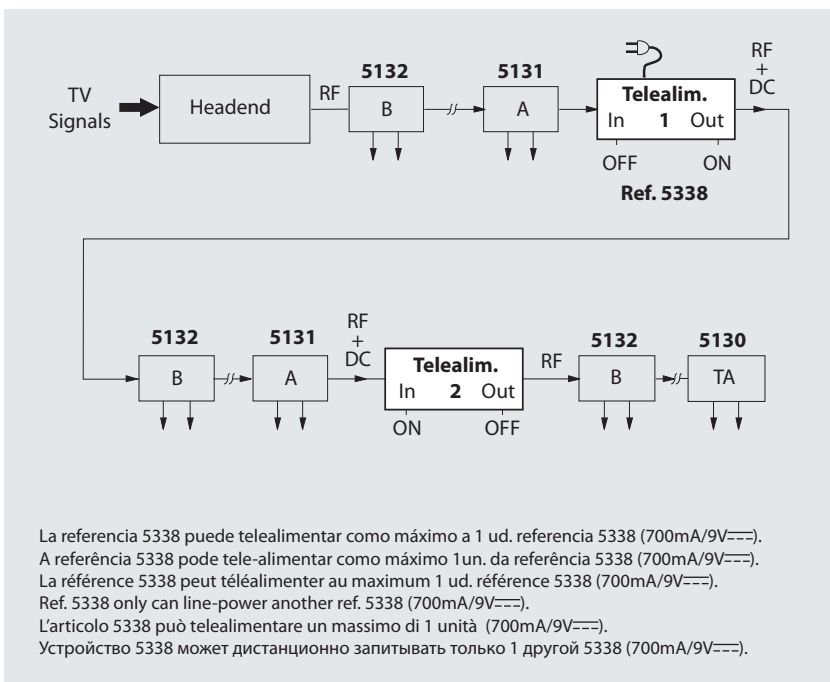 TV
Signals
Headend
RF
5132
B
5131
A
Telealim.
In 1 Out
OFF ON
Ref. 5338
RF
+
DC
5132
B
5131
A
RF
+
DC
Telealim.
In 2 Out
ON OFF
RF
5132
B
5130
TA
La referencia 5338 puede telealimentar como máximo a 1 ud. referencia 5338 (700mA/9V⎓).
A referência 5338 pode tele-alimentar como máximo 1un. da referência 5338 (700mA/9V⎓).
La référence 5338 peut téléalimenter au maximum 1 ud. référence 5338 (700mA/9V⎓).
Ref. 5338 only can line-power another ref. 5338 (700mA/9V⎓).
L’articolo 5338 può telealimentare un massimo di 1 unità (700mA/9V⎓).
Устройство 5338 может дистанционно запитывать только 1 другой 5338 (700mA/9V⎓).